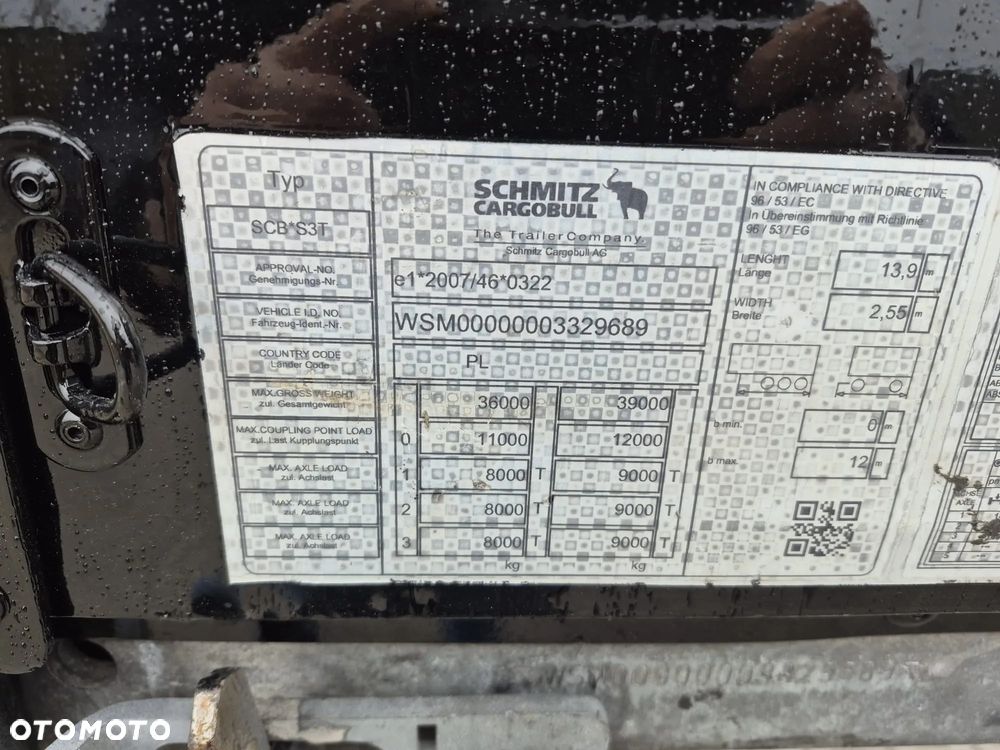 Typ
SCB*S3T
APPROVAL-NO.
Genehmigungs-Nr.
VEHICLE I.D. NO.
Fahrzeug-Ident.-Nr.
COUNTRY CODE
Länder Code
MAX.GROSSWEIGHT
zul. Gesamtgewicht
MAX.COUPLING POINT LOAD
zul. Last Kupplungspunkt
MAX. AXLE LOAD
zul. Achslast
MAX. AXLE LOAD
zul. Achslast
MAX. AXLE LOAD
zul. Achslast
SCHMITZ
CARGOBULL
The TrailerCompany.
Schmitz Cargobull AG
e1*2007/46*0322
WSM00000003329689
PL
36000 39000
0 11000 12000
1 8000 T 9000 T
2 8000 T 9000 T
3 8000 T 9000 T
kg kg
IN COMPLIANCE WITH DIRECTIVE
96 / 53 / EC
In Übereinstimmung mit Richtlinie
96 / 53 / EG
LENGHT
Länge
13,9 m
WIDTH
Breite
2,55 m
b min. 0 m
b max. 12 m
OTOMOTO